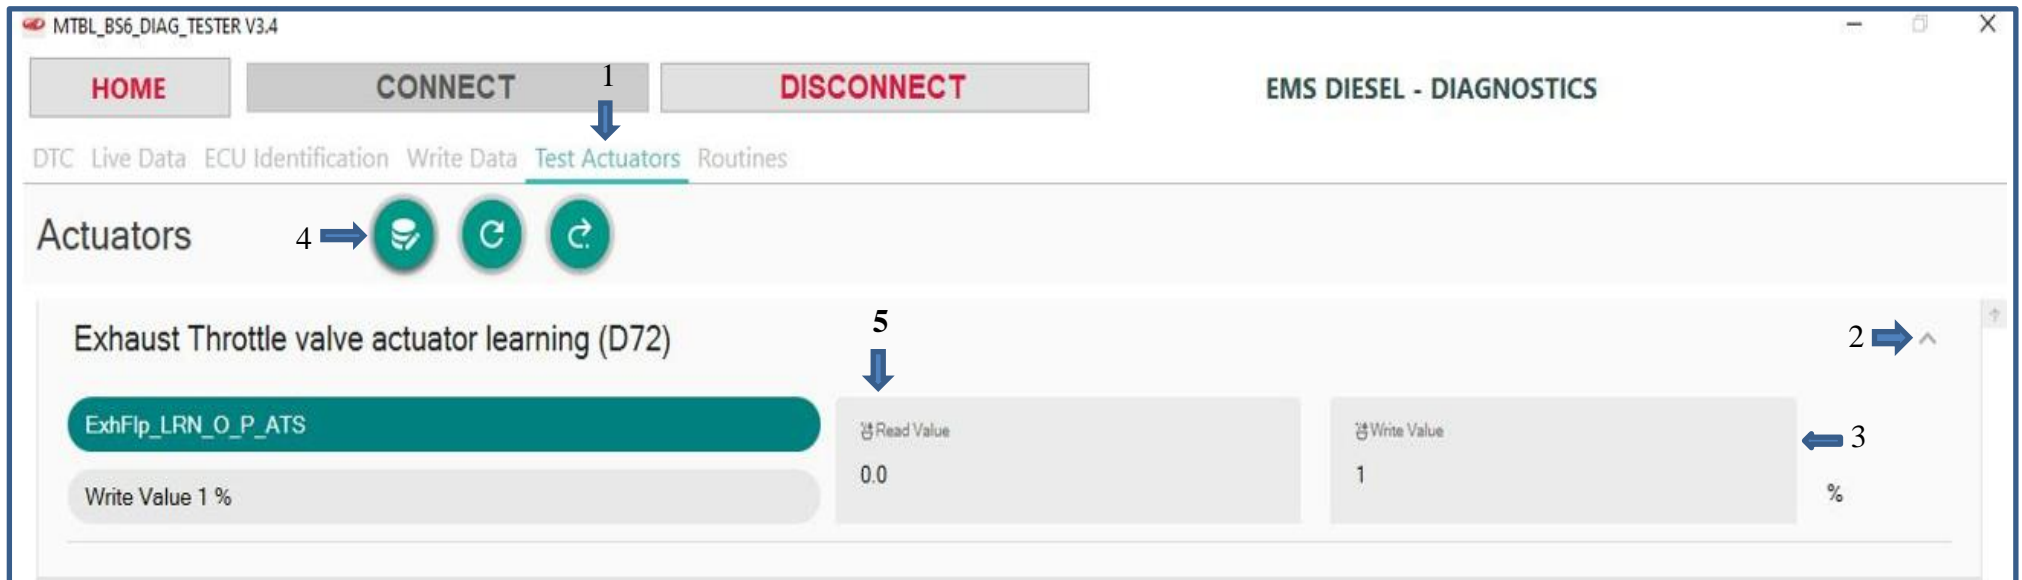 MTBL_BS6_DIAG_TESTER V3.4
HOME CONNECT 1 DISCONNECT EMS DIESEL - DIAGNOSTICS
DTC Live Data ECU Identification Write Data Test Actuators Routines
Actuators 4
Exhaust Throttle valve actuator learning (D72) 5 2
ExhFlp_LRN_O_P_ATS Read Value Write Value 3
Write Value 1 % 0.0 1 %